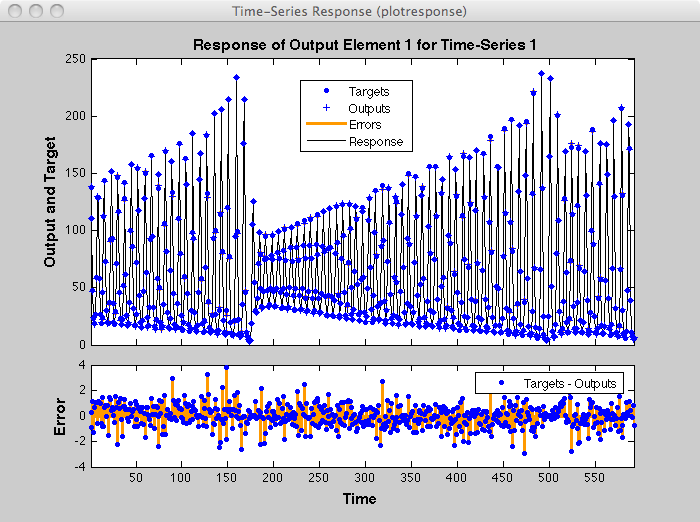 Time-Series Response (plotresponse)
Response of Output Element 1 for Time-Series 1
250
200
150
100
50
0
Output and Target
Targets
Outputs
Errors
Response
4
2
0
-2
-4
Error
Targets - Outputs
50 100 150 200 250 300 350 400 450 500 550
Time